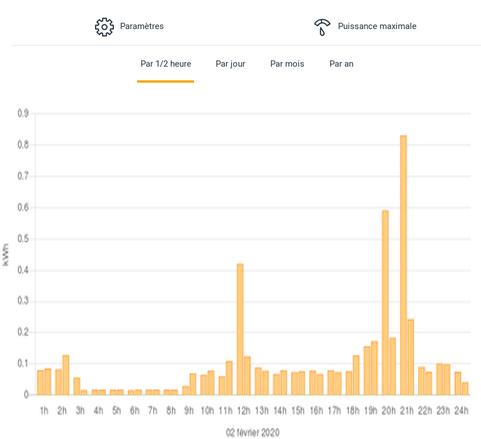 Paramètres
Puissance maximale
Par 1/2 heure
Par jour
Par mois
Par an
0.9
0.8
0.7
0.6
0.5
0.4
0.3
0.2
0.1
0
kWh
1h 2h 3h 4h 5h 6h 7h 8h 9h 10h 11h 12h 13h 14h 15h 16h 17h 18h 19h 20h 21h 22h 23h 24h
02 février 2020